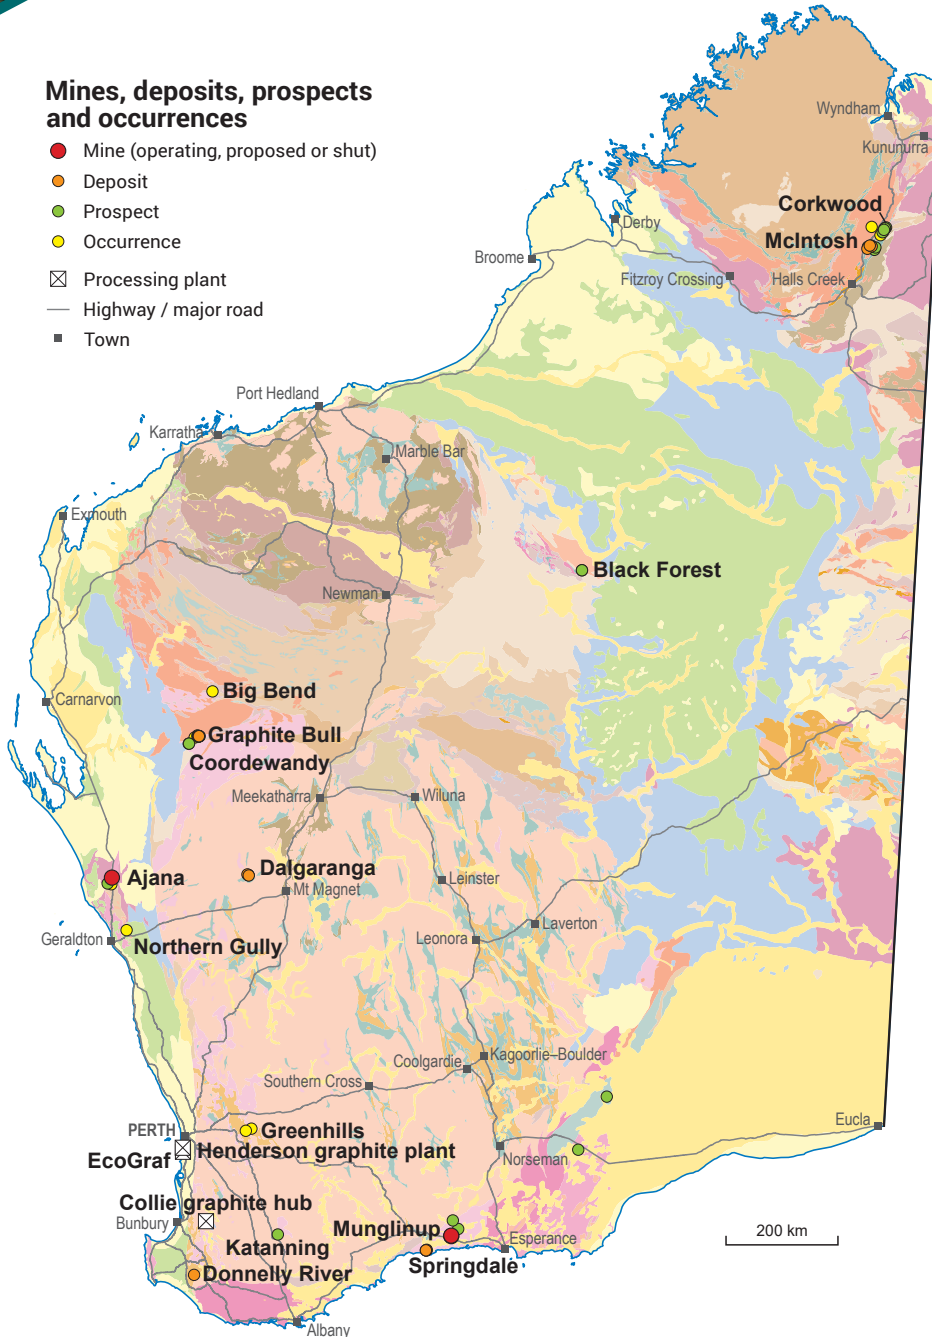 Mines, deposits, prospects
and occurrences
Mine (operating, proposed or shut)
Deposit
Prospect
Occurrence
Processing plant
Highway / major road
Town
Wyndham
Kununurra
Corkwood
Derby
McIntosh
Broome
Fitzroy Crossing
Halls Creek
Port Hedland
Karratha
Marble Bar
Exmouth
Black Forest
Newman
Big Bend
Carnarvon
Graphite Bull
Coordewandy
Meekatharra
Wiluna
Dalgaranga
Ajana
Leinster
Mt Magnet
Laverton
Northern Gully
Geraldton
Leonora
Kagoorlie–Boulder
Coolgardie
Southern Cross
Eucla
PERTH
Greenhills
Henderson graphite plant
EcoGraf
Norseman
Collie graphite hub
Bunbury
Munglinup
200 km
Esperance
Katanning
Springdale
Donnelly River
Albany